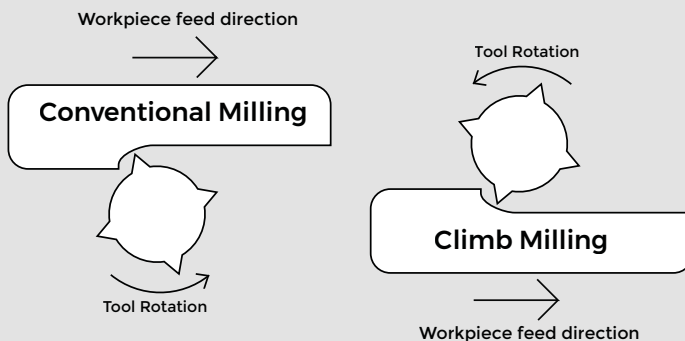 Workpiece feed direction
Conventional Milling
Tool Rotation
Tool Rotation
Climb Milling
Workpiece feed direction